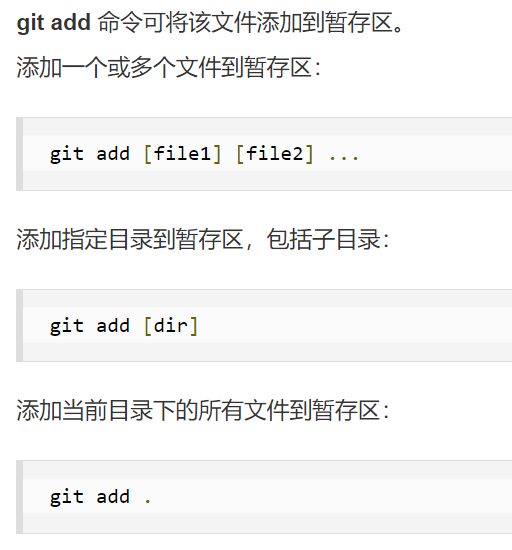 git add 命令可将该文件添加到暂存区。
添加一个或多个文件到暂存区：
git add [file1] [file2] ...
添加指定目录到暂存区，包括子目录：
git add [dir]
添加当前目录下的所有文件到暂存区：
git add .